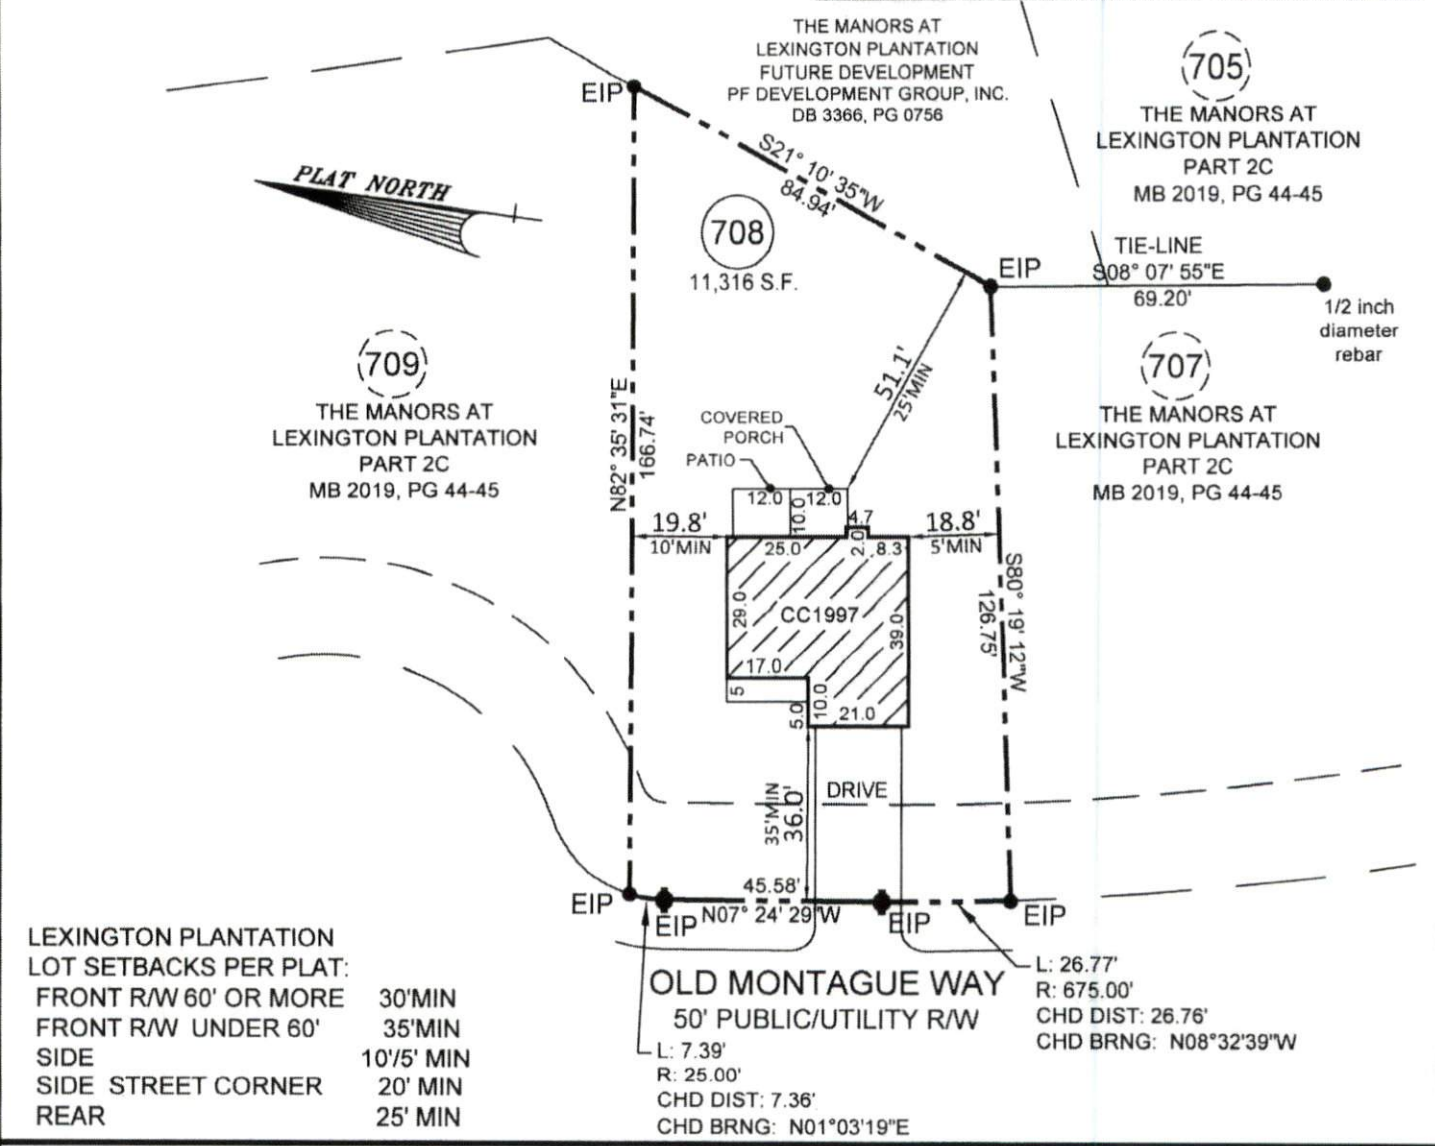 THE MANORS AT
LEXINGTON PLANTATION
FUTURE DEVELOPMENT
PF DEVELOPMENT GROUP, INC.
DB 3366, PG 0756
705
THE MANORS AT
LEXINGTON PLANTATION
PART 2C
MB 2019, PG 44-45
EIP
PLAT NORTH
S21° 10' 35"W
84.94'
708
11,316 S.F.
EIP
TIE-LINE
S08° 07' 55"E
69.20'
1/2 inch
diameter
rebar
709
THE MANORS AT
LEXINGTON PLANTATION
PART 2C
MB 2019, PG 44-45
707
THE MANORS AT
LEXINGTON PLANTATION
PART 2C
MB 2019, PG 44-45
N82° 35' 31"E
166.74'
51.1'
25'MIN
COVERED
PORCH
PATIO
12.0
12.0
10.0
4.7
19.8'
10'MIN
25.0
2.0
8.3
18.8'
5'MIN
S80° 19' 12"W
126.75'
29.0
CC1997
39.0
17.0
5
5.0
10.0
21.0
DRIVE
35'MIN
36.0'
45.58'
N07° 24' 29"W
EIP
EIP
EIP
EIP
LEXINGTON PLANTATION
LOT SETBACKS PER PLAT:
FRONT R/W 60' OR MORE 30'MIN
FRONT R/W UNDER 60' 35'MIN
SIDE 10'/5' MIN
SIDE STREET CORNER 20' MIN
REAR 25' MIN
OLD MONTAGUE WAY
50' PUBLIC/UTILITY R/W
L: 7.39'
R: 25.00'
CHD DIST: 7.36'
CHD BRNG: N01°03'19"E
L: 26.77'
R: 675.00'
CHD DIST: 26.76'
CHD BRNG: N08°32'39"W